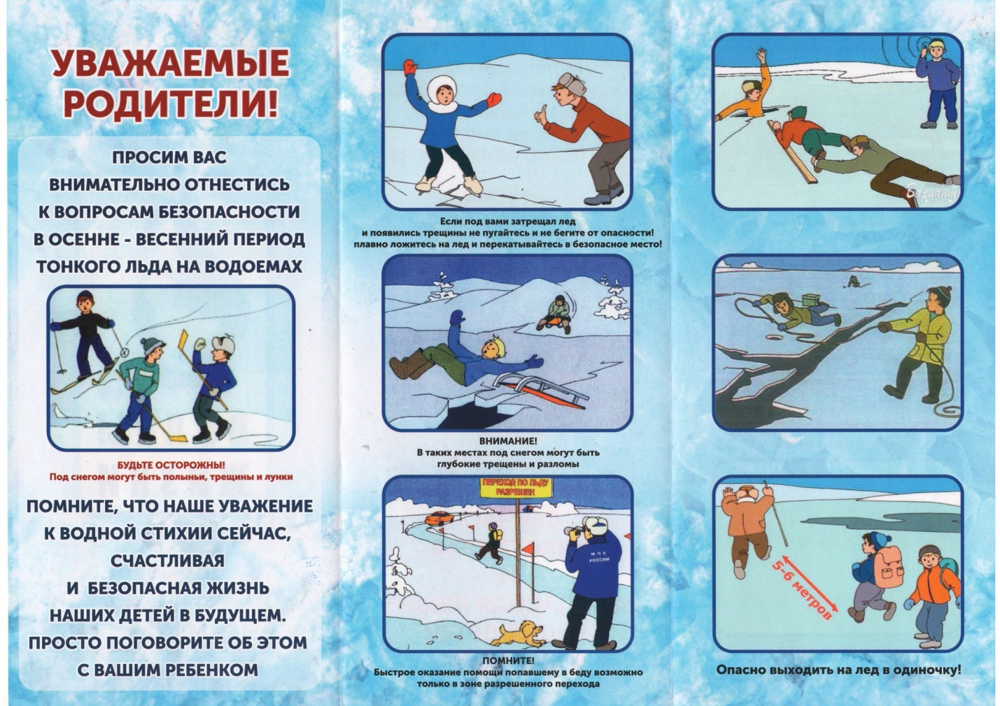 УВАЖАЕМЫЕ
РОДИТЕЛИ!
ПРОСИМ ВАС
ВНИМАТЕЛЬНО ОТНЕСТИСЬ
К ВОПРОСАМ БЕЗОПАСНОСТИ
В ОСЕННЕ - ВЕСЕННИЙ ПЕРИОД
ТОНКОГО ЛЬДА НА ВОДОЕМАХ
БУДЬТЕ ОСТОРОЖНЫ!
Под снегом могут быть полыньи, трещины и лунки
ПОМНИТЕ, ЧТО НАШЕ УВАЖЕНИЕ
К ВОДНОЙ СТИХИИ СЕЙЧАС,
СЧАСТЛИВАЯ
И БЕЗОПАСНАЯ ЖИЗНЬ
НАШИХ ДЕТЕЙ В БУДУЩЕМ.
ПРОСТО ПОГОВОРИТЕ ОБ ЭТОМ
С ВАШИМ РЕБЕНКОМ
Если под вами затрещал лед
и появились трещины не пугайтесь и не бегите от опасности!
плавно ложитесь на лед и перекатывайтесь в безопасное место!
ВНИМАНИЕ!
В таких местах под снегом могут быть
глубокие трещены и разломы
ПЕРЕХОД ПО ЛЬДУ
РАЗРЕШЕН
МЧС
РОССИИ
ПОМНИТЕ!
Быстрое оказание помощи попавшему в беду возможно
только в зоне разрешенного перехода
Вариант
5-6 метров
Опасно выходить на лед в одиночку!